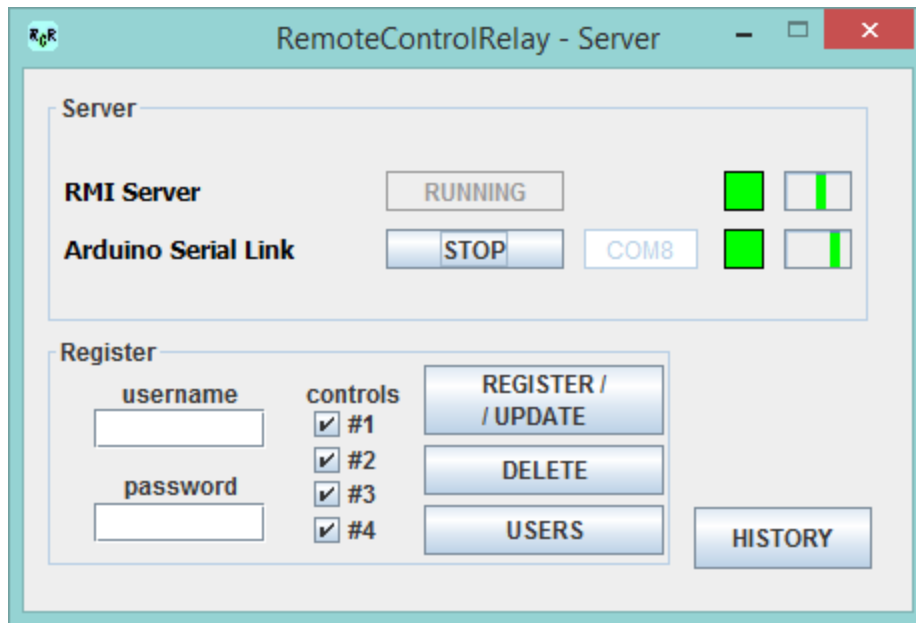 RCR
RemoteControlRelay - Server
Server
RMI Server RUNNING
Arduino Serial Link STOP COM8
Register
username controls REGISTER /
/ UPDATE
#1
#2
DELETE
password
#3
#4
USERS
HISTORY